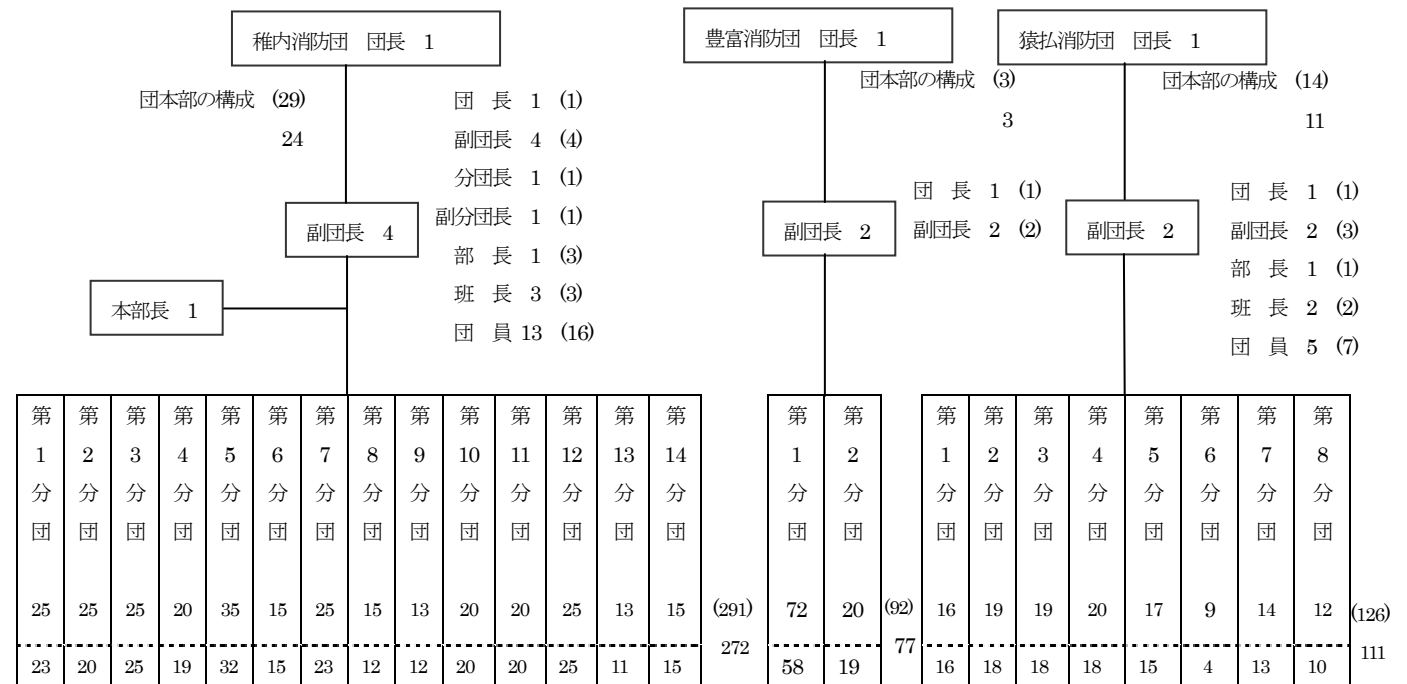 稚内消防団 団長 1
団本部の構成 (29)
24
団 長 1 (1)
副団長 4 (4)
分団長 1 (1)
副分団長 1 (1)
部 長 1 (3)
班 長 3 (3)
団 員 13 (16)
副団長 4
本部長 1
豊富消防団 団長 1
団本部の構成 (3)
3
団 長 1 (1)
副団長 2 (2)
副団長 2
猿払消防団 団長 1
団本部の構成 (14)
11
団 長 1 (1)
副団長 2 (3)
部 長 1 (1)
班 長 2 (2)
団 員 5 (7)
副団長 2
第 第 第 第 第 第 第 第 第 第 第 第 第 第
1 2 3 4 5 6 7 8 9 10 11 12 13 14
分 分 分 分 分 分 分 分 分 分 分 分 分 分
団 団 団 団 団 団 団 団 団 団 団 団 団 団
25 25 25 20 35 15 25 15 13 20 20 25 13 15 (291)
23 20 25 19 32 15 23 12 12 20 20 25 11 15 272
第 第
1 2
分 分
団 団
72 20 (92)
58 19 77
第 第 第 第 第 第 第 第
1 2 3 4 5 6 7 8
分 分 分 分 分 分 分 分
団 団 団 団 団 団 団 団
16 19 19 20 17 9 14 12 (126)
16 18 18 18 15 4 13 10 111